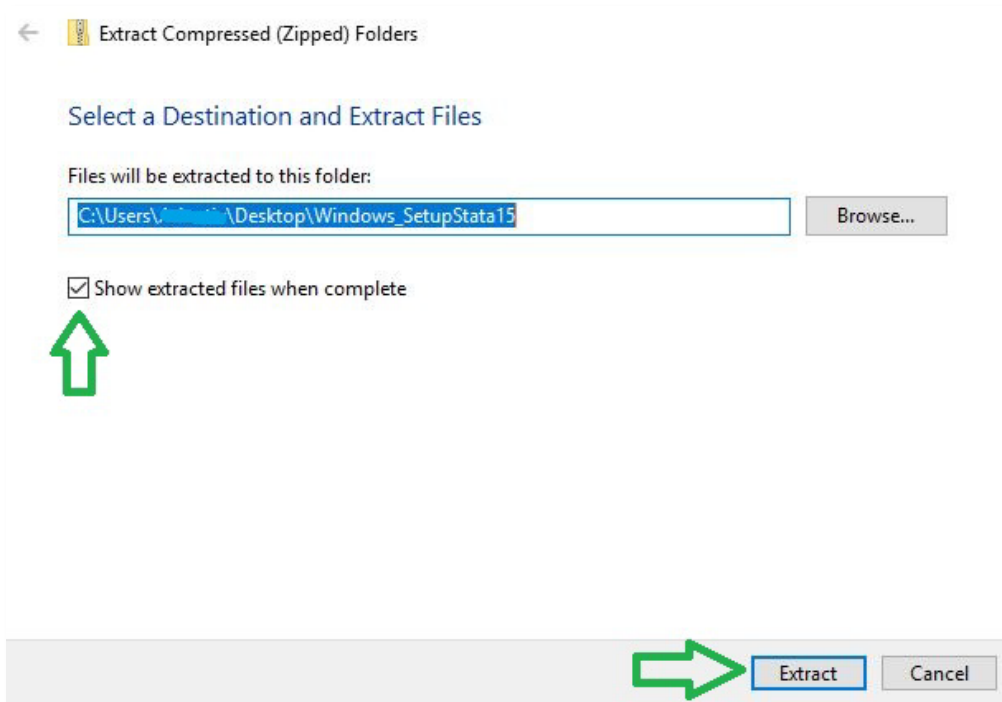 Extract Compressed (Zipped) Folders
Select a Destination and Extract Files
Files will be extracted to this folder:
C:\Users\ \Desktop\Windows_SetupStata15
Browse...
Show extracted files when complete
Extract
Cancel